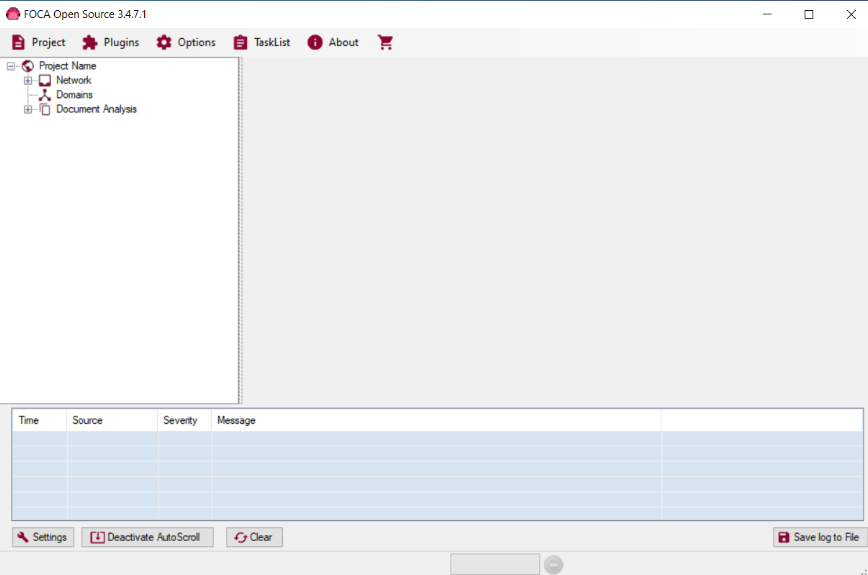 FOCA Open Source 3.4.7.1
Project Plugins Options TaskList About
Project Name
Network
Domains
Document Analysis
Time Source Severity Message
Settings Deactivate AutoScroll Clear Save log to File